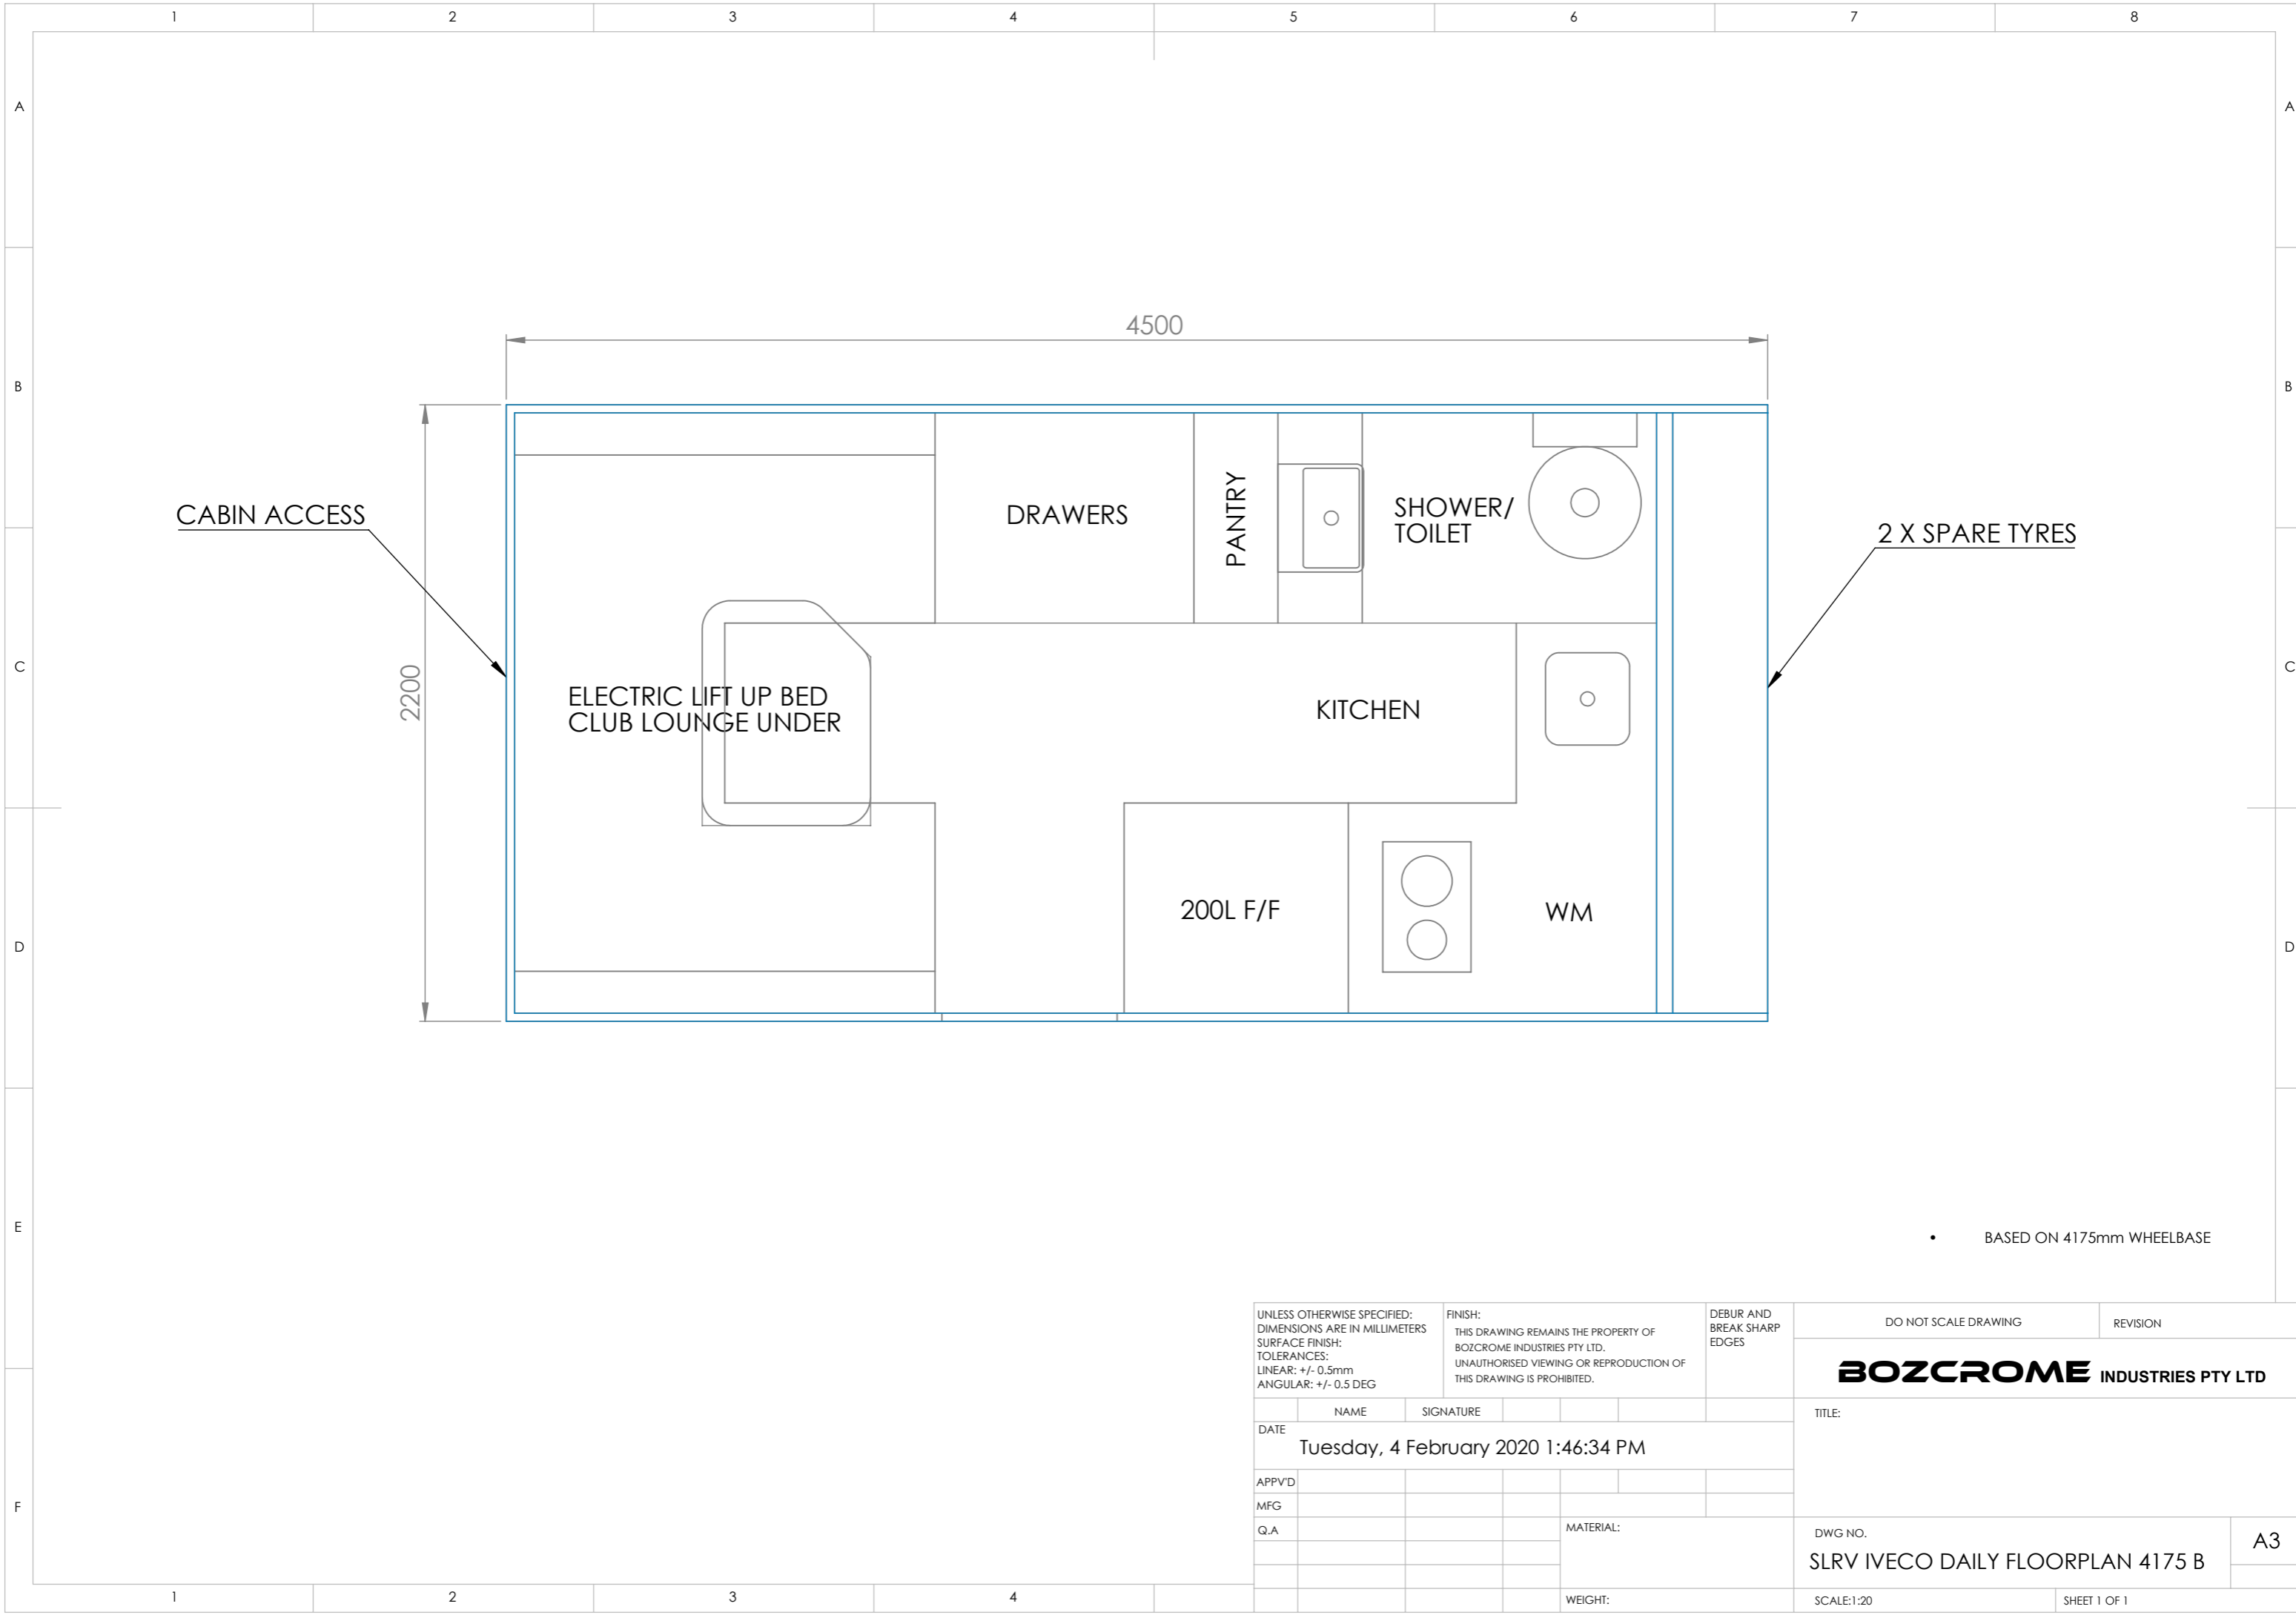 1 2 3 4 5 6 7 8
A A
4500
B B
CABIN ACCESS
DRAWERS
PANTRY
SHOWER/
TOILET
2 X SPARE TYRES
C C
2200
ELECTRIC LIFT UP BED
CLUB LOUNGE UNDER
KITCHEN
200L F/F
WM
D D
E
• BASED ON 4175mm WHEELBASE
UNLESS OTHERWISE SPECIFIED:
DIMENSIONS ARE IN MILLIMETERS
SURFACE FINISH:
TOLERANCES:
LINEAR: +/- 0.5mm
ANGULAR: +/- 0.5 DEG
FINISH:
THIS DRAWING REMAINS THE PROPERTY OF
BOZCROME INDUSTRIES PTY LTD.
UNAUTHORISED VIEWING OR REPRODUCTION OF
THIS DRAWING IS PROHIBITED.
DEBUR AND
BREAK SHARP
EDGES
DO NOT SCALE DRAWING
REVISION
BOZCROME INDUSTRIES PTY LTD
NAME SIGNATURE
DATE
Tuesday, 4 February 2020 1:46:34 PM
TITLE:
APPV'D
MFG
Q.A
F
MATERIAL:
DWG NO.
SLRV IVECO DAILY FLOORPLAN 4175 B
A3
WEIGHT:
SCALE:1:20
SHEET 1 OF 1
1 2 3 4